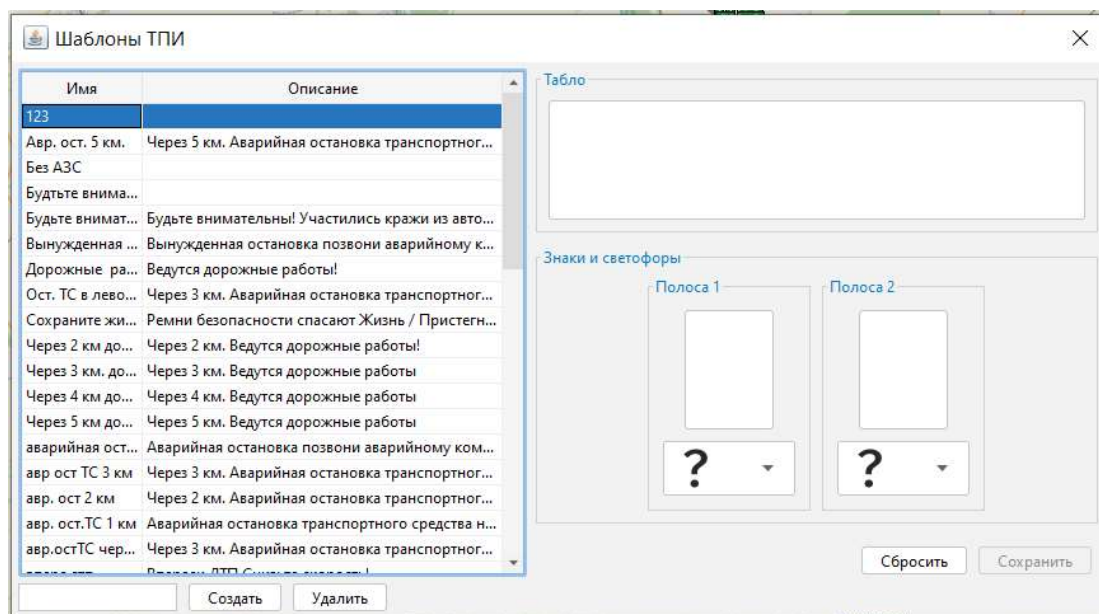 Шаблоны ТПИ
Имя Описание
123
Авр. ост. 5 км. Через 5 км. Аварийная остановка транспортног...
Без АЗС
Будтьте внима...
Будьте внимат... Будьте внимательны! Участились кражи из авто...
Вынужденная ... Вынужденная остановка позвони аварийному к...
Дорожные ра... Ведутся дорожные работы!
Ост. ТС в лево... Через 3 км. Аварийная остановка транспортног...
Сохраните жи... Ремни безопасности спасают Жизнь / Пристегн...
Через 2 км до... Через 2 км. Ведутся дорожные работы!
Через 3 км. до... Через 3 км. Ведутся дорожные работы
Через 4 км до... Через 4 км. Ведутся дорожные работы
Через 5 км до... Через 5 км. Ведутся дорожные работы
аварийная ост... Аварийная остановка позвони аварийному ком...
авр ост ТС 3 км Через 3 км. Аварийная остановка транспортног...
авр. ост 2 км Через 2 км. Аварийная остановка транспортног...
авр. ост.ТС 1 км Аварийная остановка транспортного средства н...
авр.остТС чер... Через 3 км. Аварийная остановка транспортног...
Создать Удалить
Табло
Знаки и светофоры
Полоса 1 Полоса 2
? ?
Сбросить Сохранить